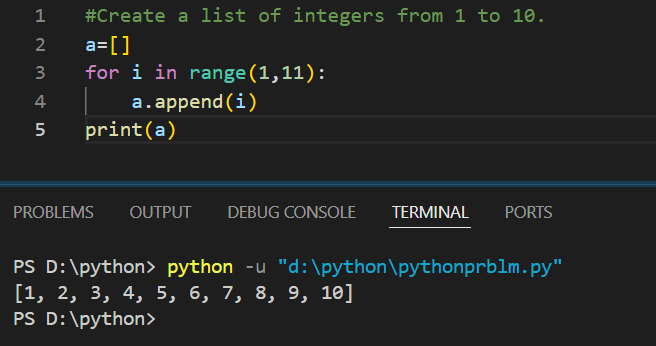 1 #Create a list of integers from 1 to 10.
2 a=[]
3 for i in range(1,11):
4     a.append(i)
5 print(a)
PROBLEMS OUTPUT DEBUG CONSOLE TERMINAL PORTS
PS D:\python> python -u "d:\python\pythonprblm.py"
[1, 2, 3, 4, 5, 6, 7, 8, 9, 10]
PS D:\python>